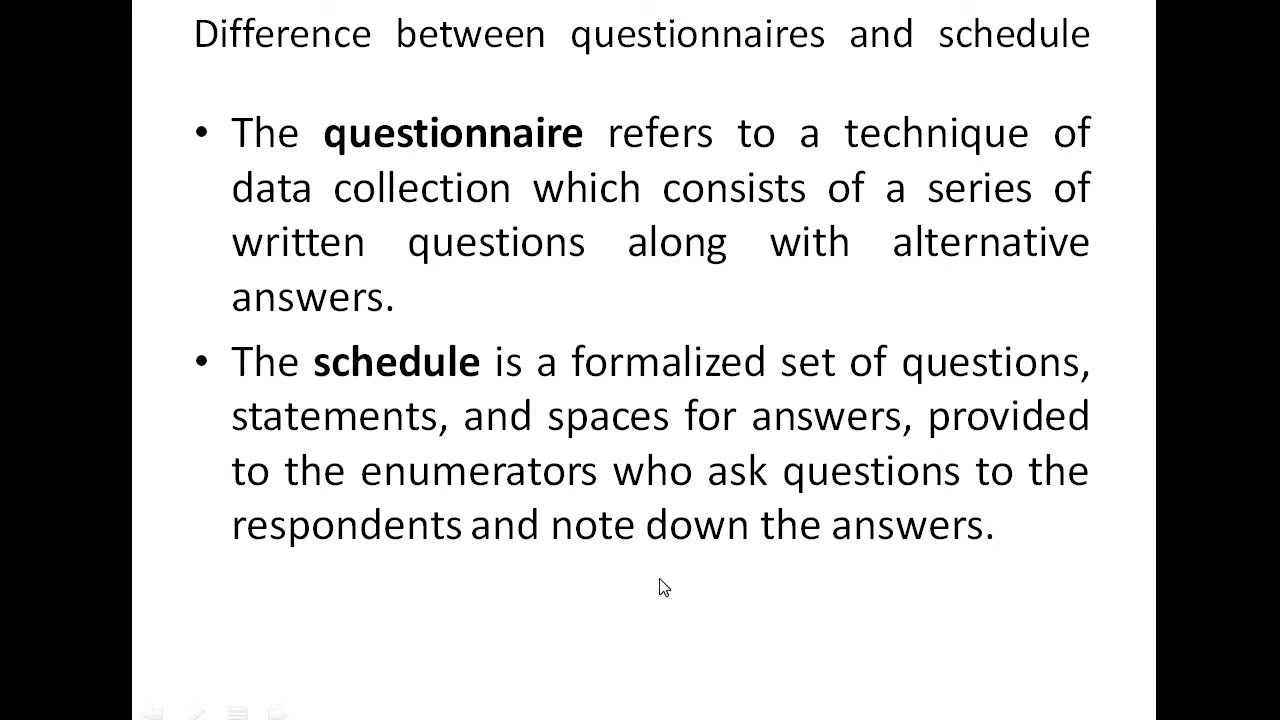 Difference between questionnaires and schedule
• The questionnaire refers to a technique of
data collection which consists of a series of
written questions along with alternative
answers.
• The schedule is a formalized set of questions,
statements, and spaces for answers, provided
to the enumerators who ask questions to the
respondents and note down the answers.